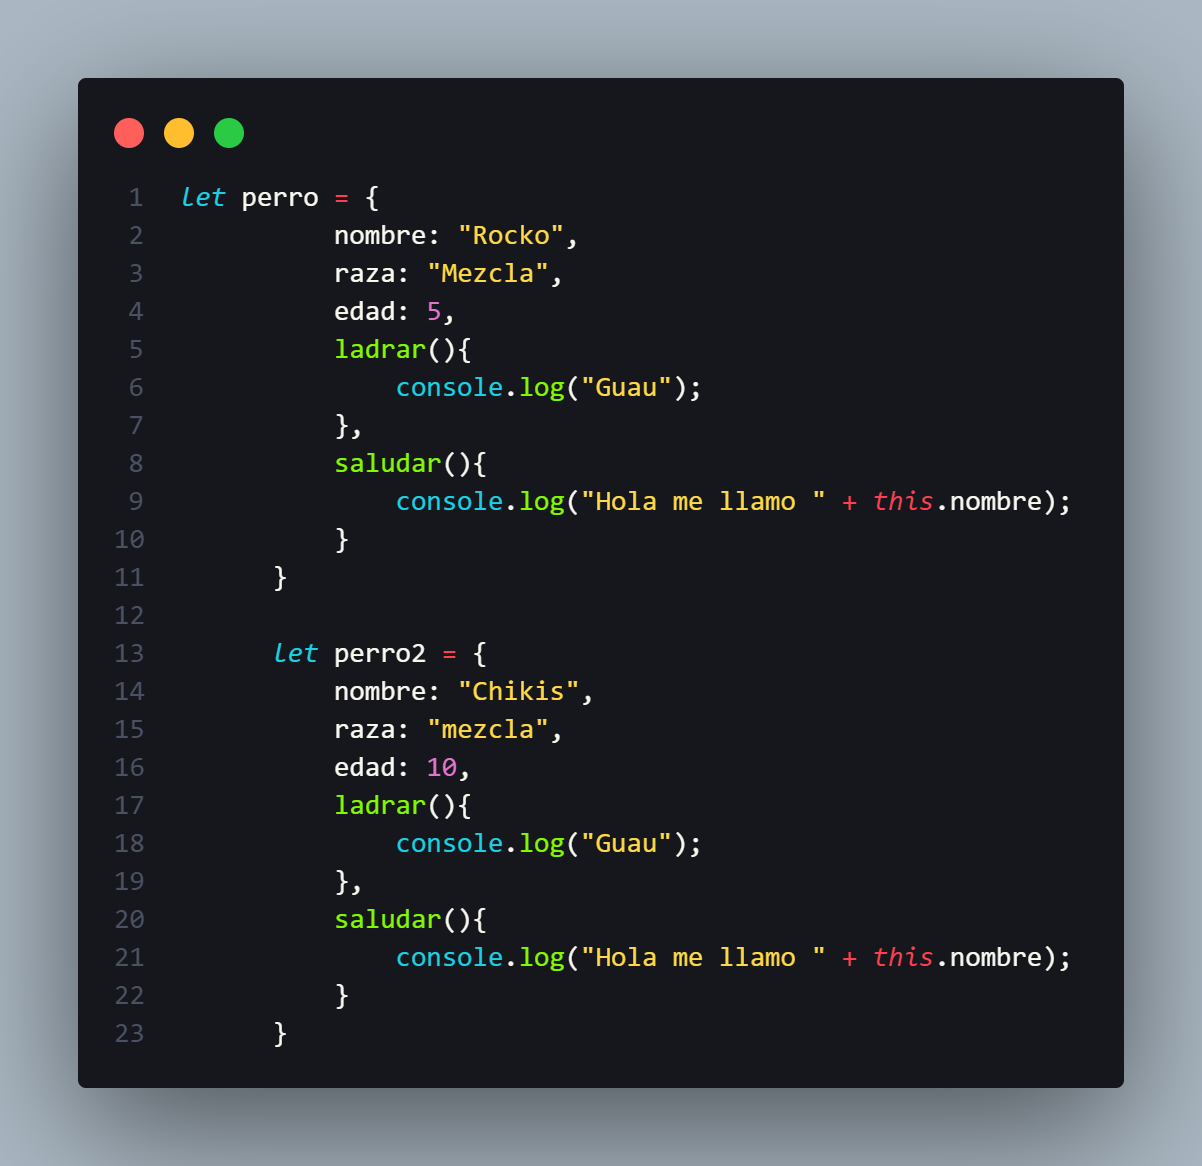 1 let perro = {
2 nombre: "Rocko",
3 raza: "Mezcla",
4 edad: 5,
5 ladrar(){
6 console.log("Guau");
7 },
8 saludar(){
9 console.log("Hola me llamo " + this.nombre);
10 }
11 }
12
13 let perro2 = {
14 nombre: "Chikis",
15 raza: "mezcla",
16 edad: 10,
17 ladrar(){
18 console.log("Guau");
19 },
20 saludar(){
21 console.log("Hola me llamo " + this.nombre);
22 }
23 }